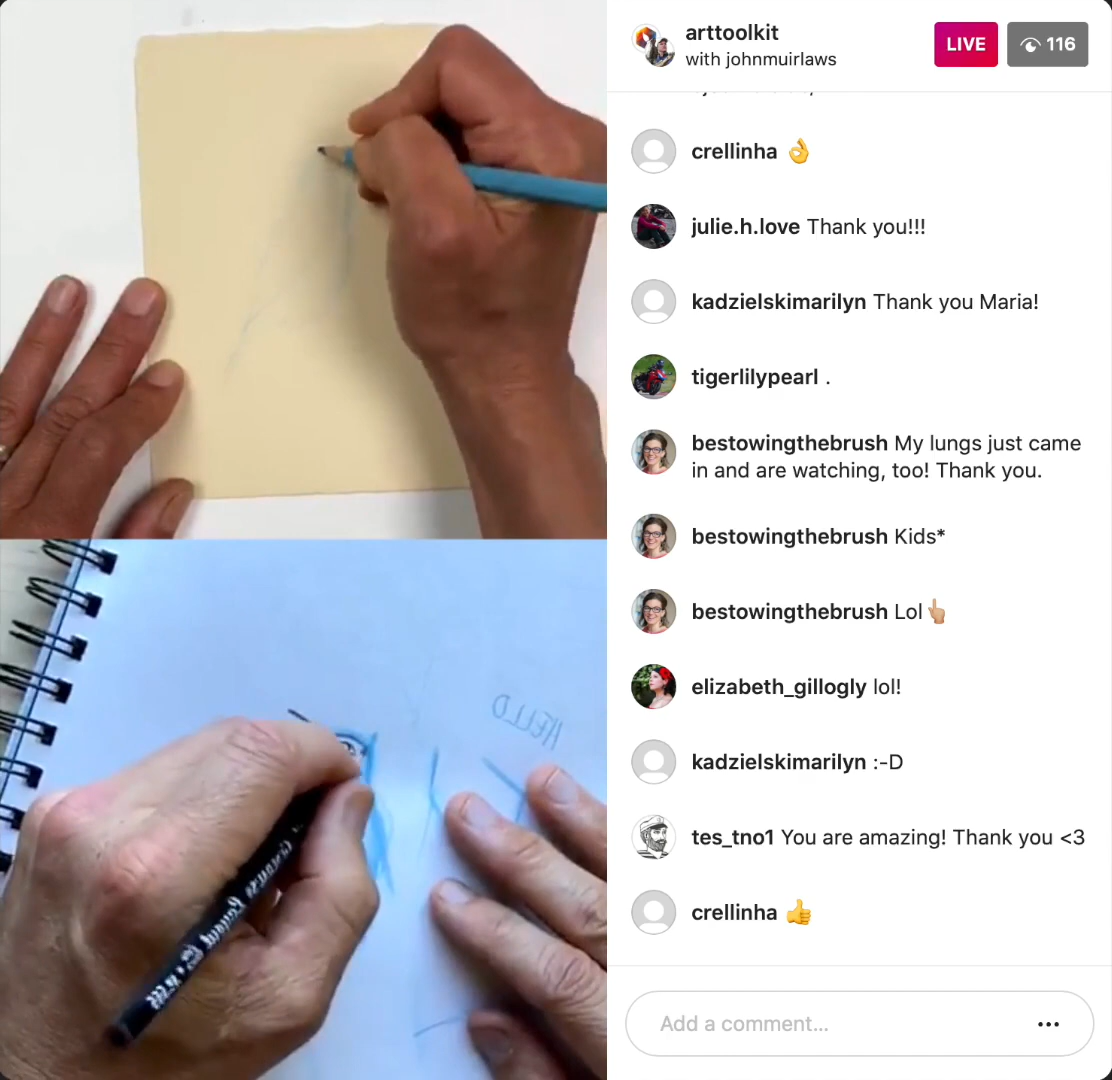 arttoolkit
with johnmuirlaws
LIVE
116
crellinha 👌
julie.h.love Thank you!!!
kadzielskimarilyn Thank you Maria!
tigerlilypearl .
bestowingthebrush My lungs just came
in and are watching, too! Thank you.
bestowingthebrush Kids*
bestowingthebrush Lol👆🏼
elizabeth_gillogly lol!
kadzielskimarilyn :-D
tes_tno1 You are amazing! Thank you <3
crellinha 👍
Add a comment...
HELLO